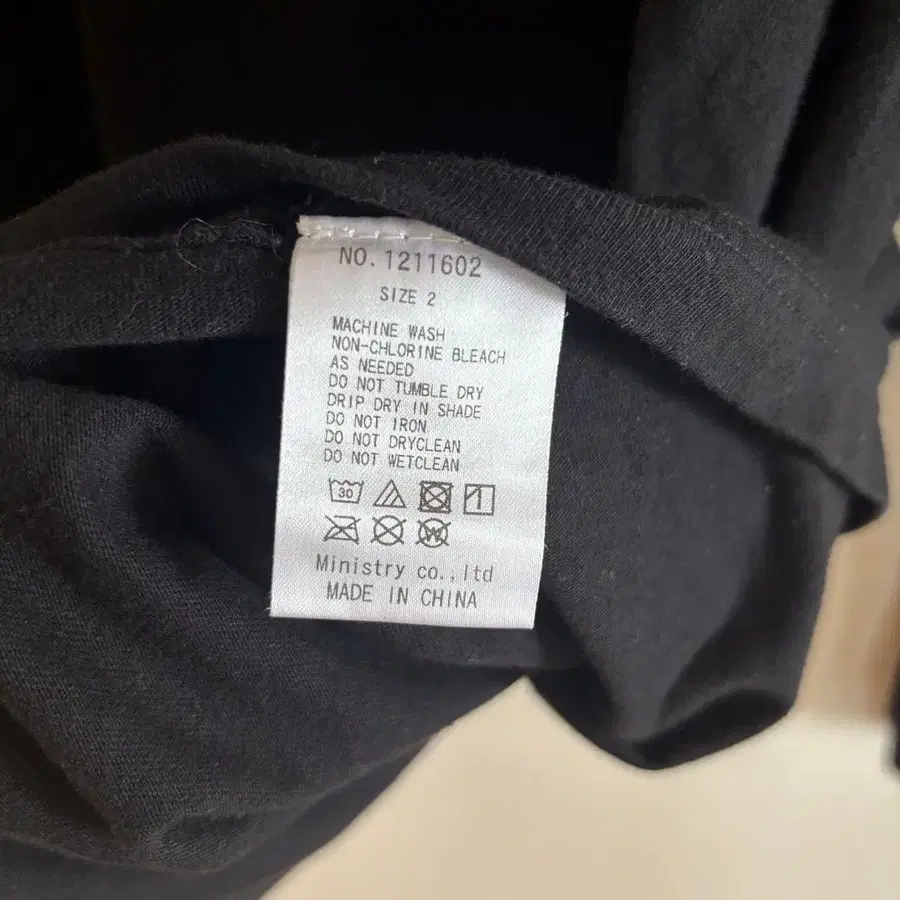 NO. 1211602
SIZE 2
MACHINE WASH
NON-CHLORINE BLEACH
AS NEEDED
DO NOT TUMBLE DRY
DRIP DRY IN SHADE
DO NOT IRON
DO NOT DRYCLEAN
DO NOT WETCLEAN
30
W
Ministry co., ltd
MADE IN CHINA